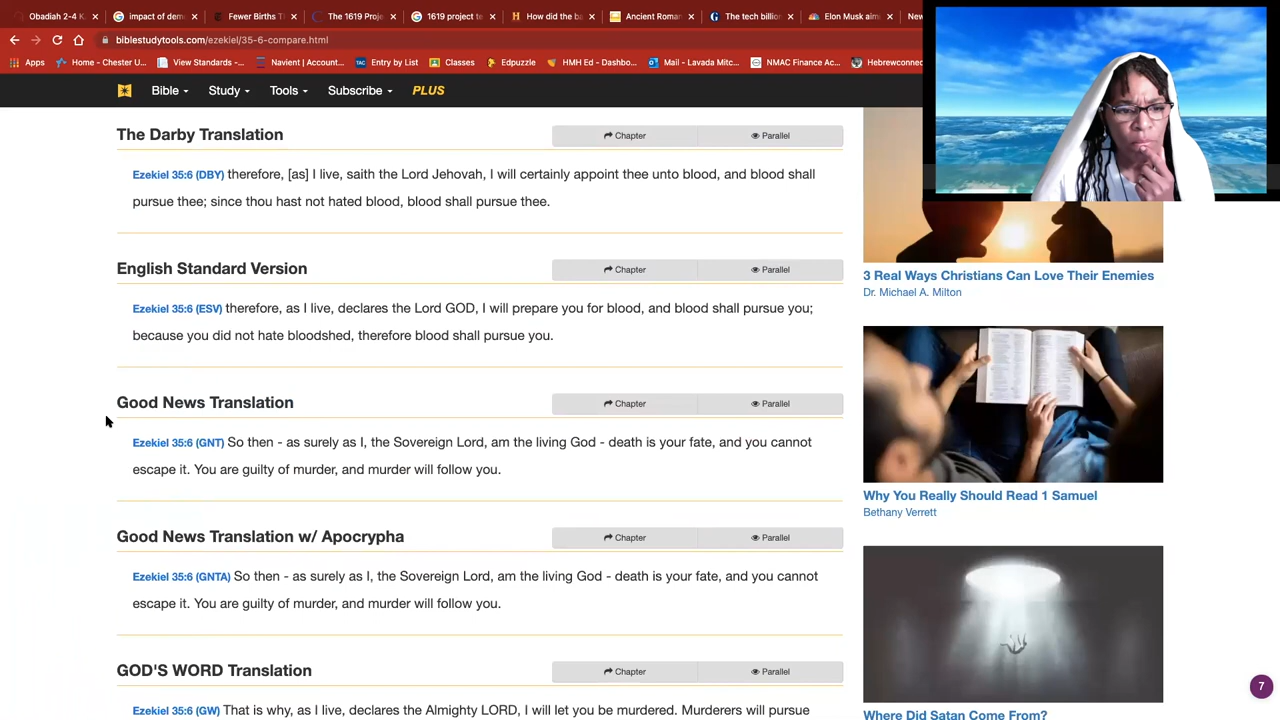 Obadiah 2-4 K
impact of dem
Fewer Births T
The 1619 Proje
1619 project te
How did the ba
Ancient Roman
The tech billion
Elon Musk aim
New
biblestudytools.com/ezekiel/35-6-compare.html
Apps
Home - Chester U...
View Standards -...
Navient | Account...
TAC
Entry by List
Classes
Edpuzzle
HMH Ed - Dashbo...
Mail - Lavada Mitc...
NMAC Finance Ac...
Hebrewconnec
Bible
Study
Tools
Subscribe
PLUS
The Darby Translation
Chapter
Parallel
Ezekiel 35:6 (DBY) therefore, [as] I live, saith the Lord Jehovah, I will certainly appoint thee unto blood, and blood shall
pursue thee; since thou hast not hated blood, blood shall pursue thee.
English Standard Version
Chapter
Parallel
Ezekiel 35:6 (ESV) therefore, as I live, declares the Lord GOD, I will prepare you for blood, and blood shall pursue you;
because you did not hate bloodshed, therefore blood shall pursue you.
Good News Translation
Chapter
Parallel
Ezekiel 35:6 (GNT) So then - as surely as I, the Sovereign Lord, am the living God - death is your fate, and you cannot
escape it. You are guilty of murder, and murder will follow you.
Good News Translation w/ Apocrypha
Chapter
Parallel
Ezekiel 35:6 (GNTA) So then - as surely as I, the Sovereign Lord, am the living God - death is your fate, and you cannot
escape it. You are guilty of murder, and murder will follow you.
GOD'S WORD Translation
Chapter
Parallel
Ezekiel 35:6 (GW) That is why, as I live, declares the Almighty LORD, I will let you be murdered. Murderers will pursue
3 Real Ways Christians Can Love Their Enemies
Dr. Michael A. Milton
Why You Really Should Read 1 Samuel
Bethany Verrett
Where Did Satan Come From?
7